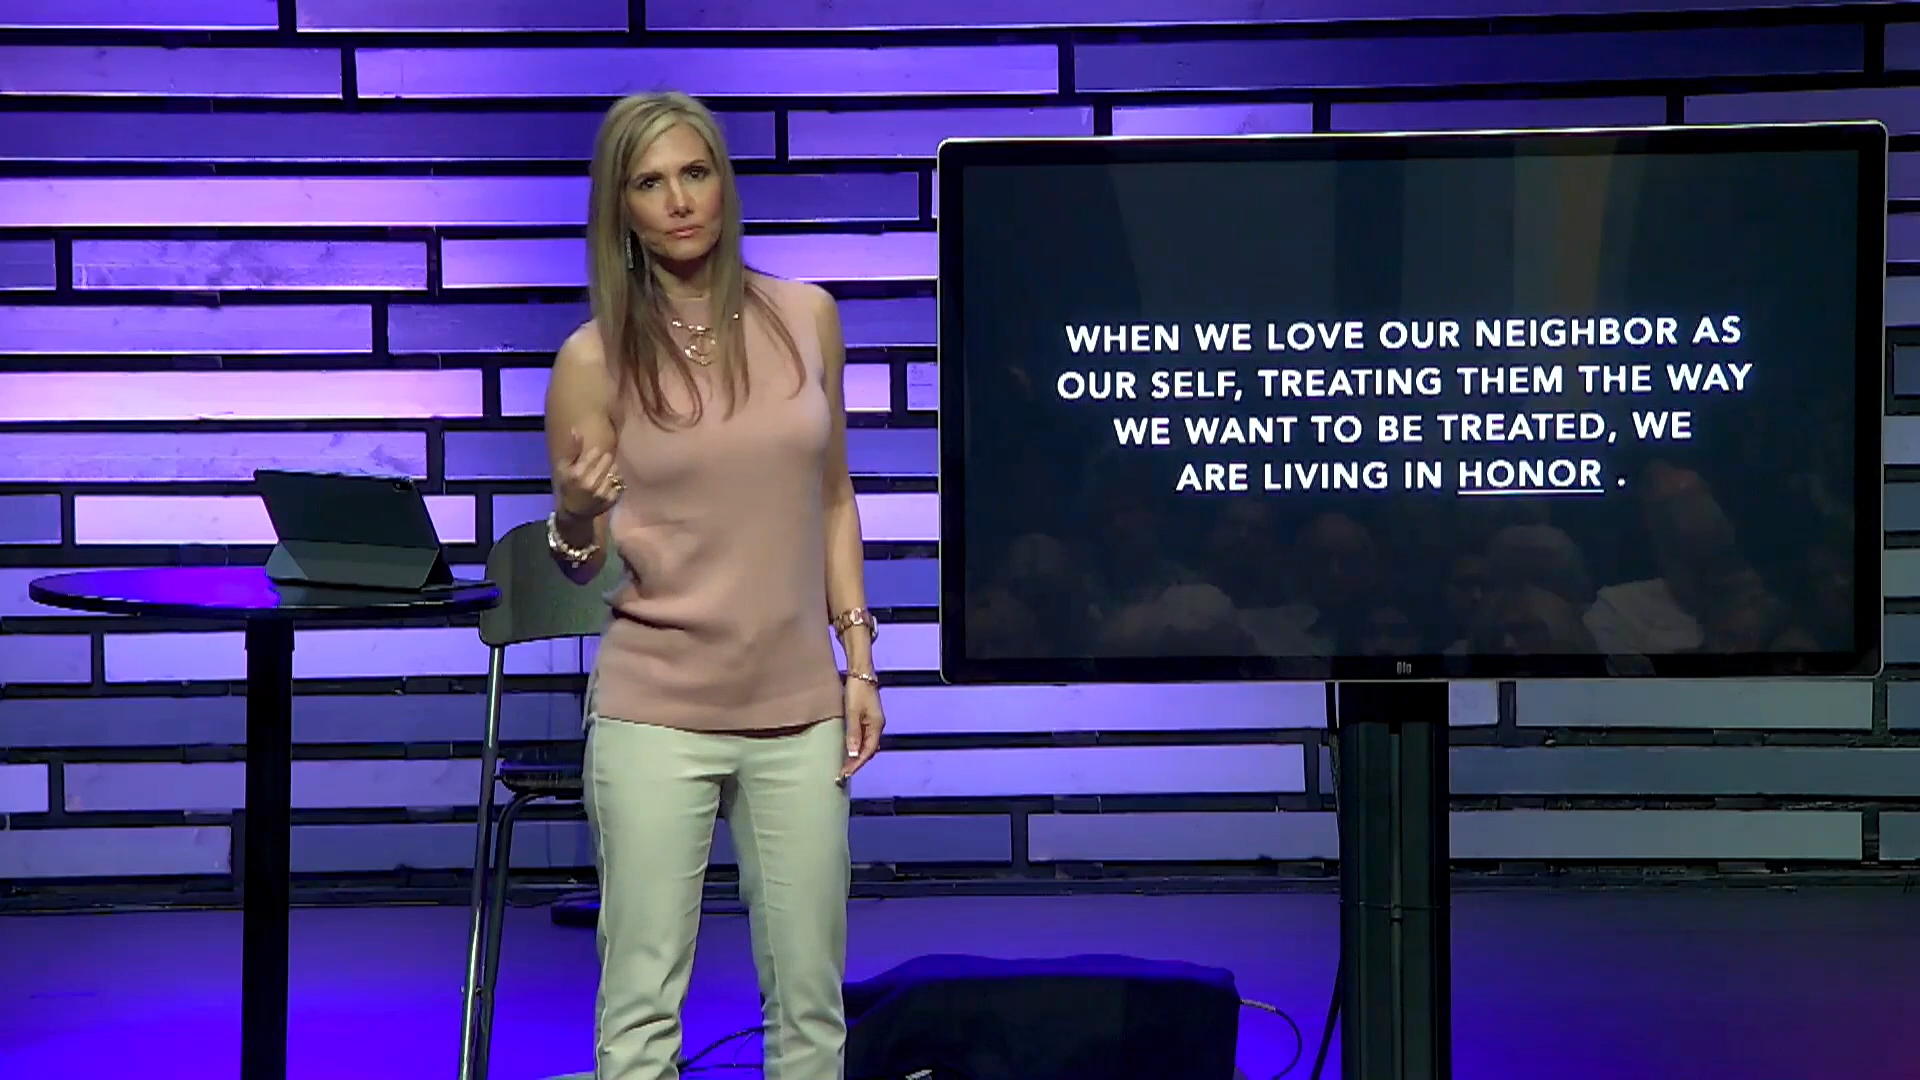 WHEN WE LOVE OUR NEIGHBOR AS
OUR SELF, TREATING THEM THE WAY
WE WANT TO BE TREATED, WE
ARE LIVING IN HONOR .
elo